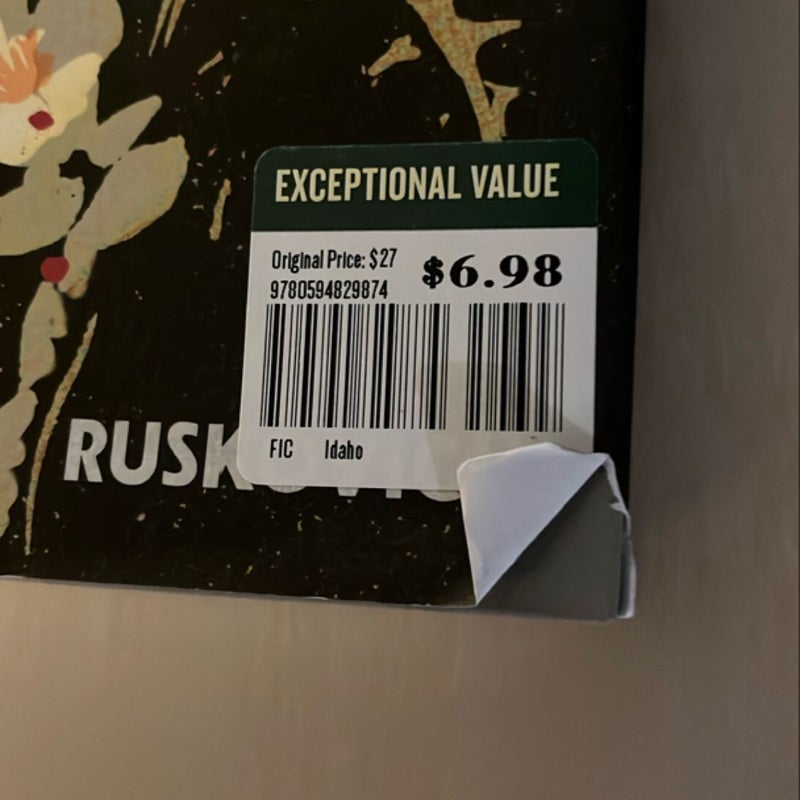 EXCEPTIONAL VALUE
Original Price: $27
$6.98
9780594829874
FIC Idaho